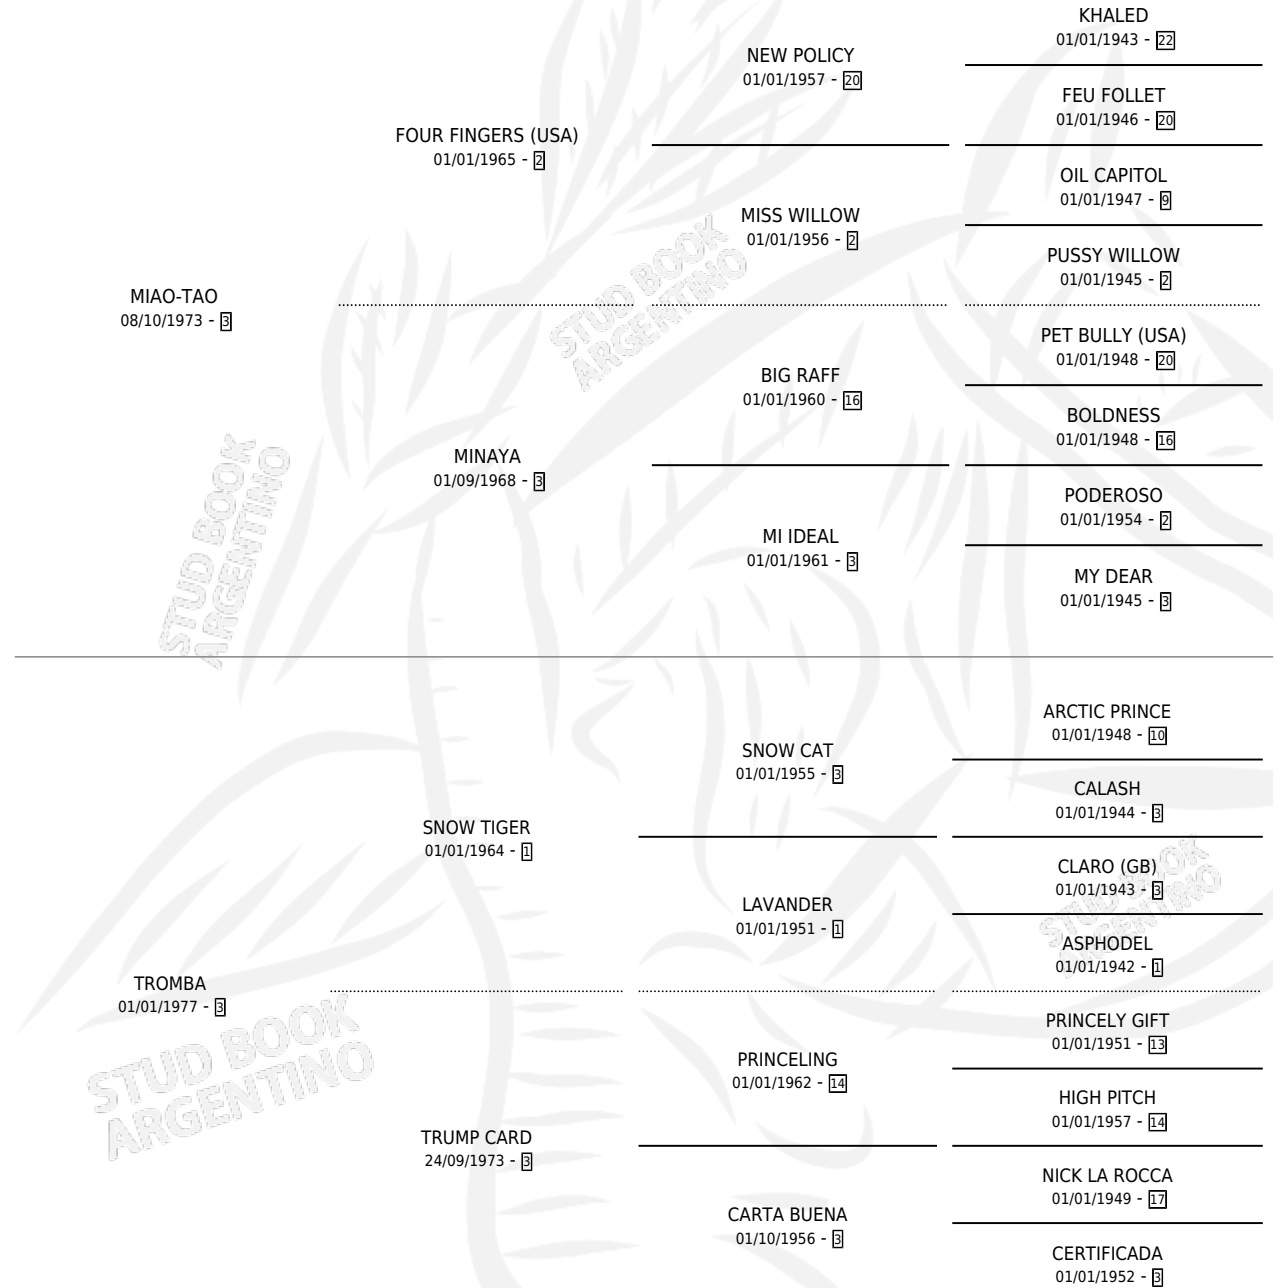 KHALED
01/01/1943 - 22
NEW POLICY
01/01/1957 - 20
FEU FOLLET
01/01/1946 - 20
FOUR FINGERS (USA)
01/01/1965 - 2
OIL CAPITOL
01/01/1947 - 9
MISS WILLOW
01/01/1956 - 2
PUSSY WILLOW
01/01/1945 - 2
MIAO-TAO
08/10/1973 - 3
PET BULLY (USA)
01/01/1948 - 20
BIG RAFF
01/01/1960 - 16
BOLDNESS
01/01/1948 - 16
MINAYA
01/09/1968 - 3
PODEROSO
01/01/1954 - 2
MI IDEAL
01/01/1961 - 3
MY DEAR
01/01/1945 - 3
STUD BOOK
ARGENTINO
STUD BOOK
ARGENTINO
ARCTIC PRINCE
01/01/1948 - 10
SNOW CAT
01/01/1955 - 3
CALASH
01/01/1944 - 3
SNOW TIGER
01/01/1964 - 1
CLARO (GB)
01/01/1943 - 3
LAVANDER
01/01/1951 - 1
ASPHODEL
01/01/1942 - 1
TROMBA
01/01/1977 - 3
PRINCELY GIFT
01/01/1951 - 13
PRINCELING
01/01/1962 - 14
HIGH PITCH
01/01/1957 - 14
TRUMP CARD
24/09/1973 - 3
NICK LA ROCCA
01/01/1949 - 17
CARTA BUENA
01/10/1956 - 3
CERTIFICADA
01/01/1952 - 3
STUD BOOK
ARGENTINO
STUD BOOK
ARGENTINO